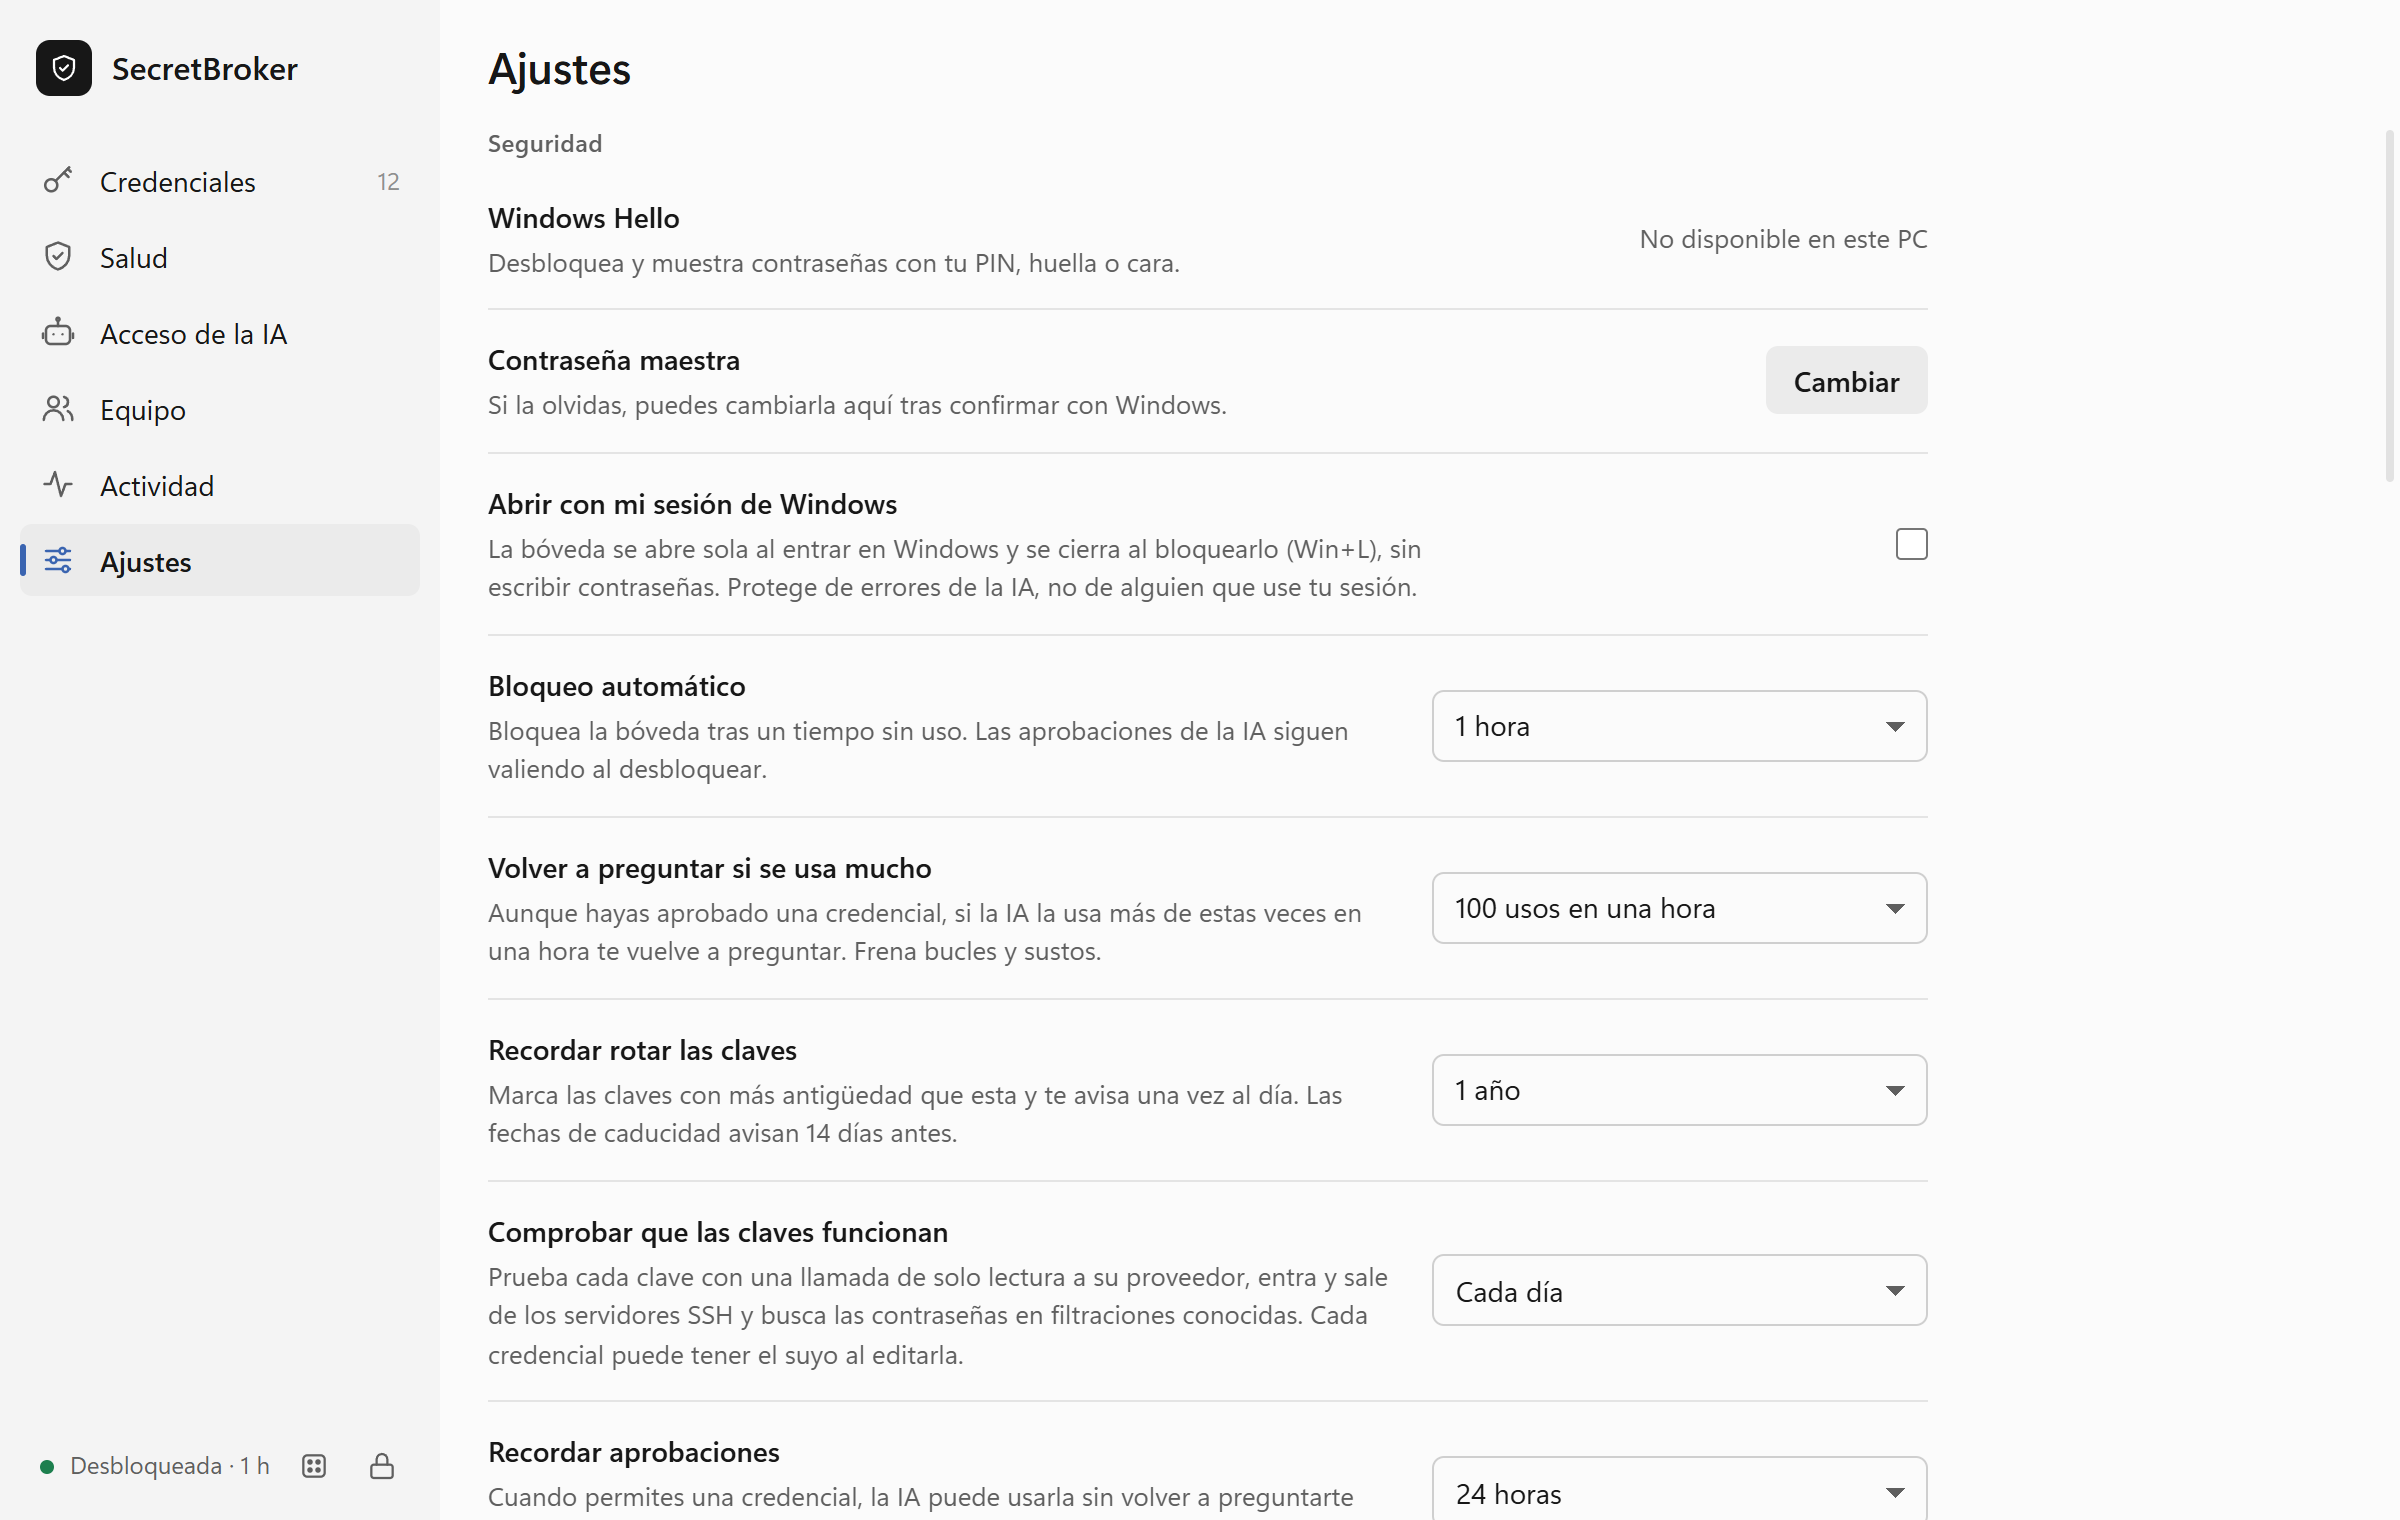 SecretBroker
Credenciales 12
Salud
Acceso de la IA
Equipo
Actividad
Ajustes
Desbloqueada · 1 h
Ajustes
Seguridad
Windows Hello
Desbloquea y muestra contraseñas con tu PIN, huella o cara.
No disponible en este PC
Contraseña maestra
Si la olvidas, puedes cambiarla aquí tras confirmar con Windows.
Cambiar
Abrir con mi sesión de Windows
La bóveda se abre sola al entrar en Windows y se cierra al bloquearlo (Win+L), sin
escribir contraseñas. Protege de errores de la IA, no de alguien que use tu sesión.
Bloqueo automático
Bloquea la bóveda tras un tiempo sin uso. Las aprobaciones de la IA siguen
valiendo al desbloquear.
1 hora
Volver a preguntar si se usa mucho
Aunque hayas aprobado una credencial, si la IA la usa más de estas veces en
una hora te vuelve a preguntar. Frena bucles y sustos.
100 usos en una hora
Recordar rotar las claves
Marca las claves con más antigüedad que esta y te avisa una vez al día. Las
fechas de caducidad avisan 14 días antes.
1 año
Comprobar que las claves funcionan
Prueba cada clave con una llamada de solo lectura a su proveedor, entra y sale
de los servidores SSH y busca las contraseñas en filtraciones conocidas. Cada
credencial puede tener el suyo al editarla.
Cada día
Recordar aprobaciones
Cuando permites una credencial, la IA puede usarla sin volver a preguntarte
24 horas